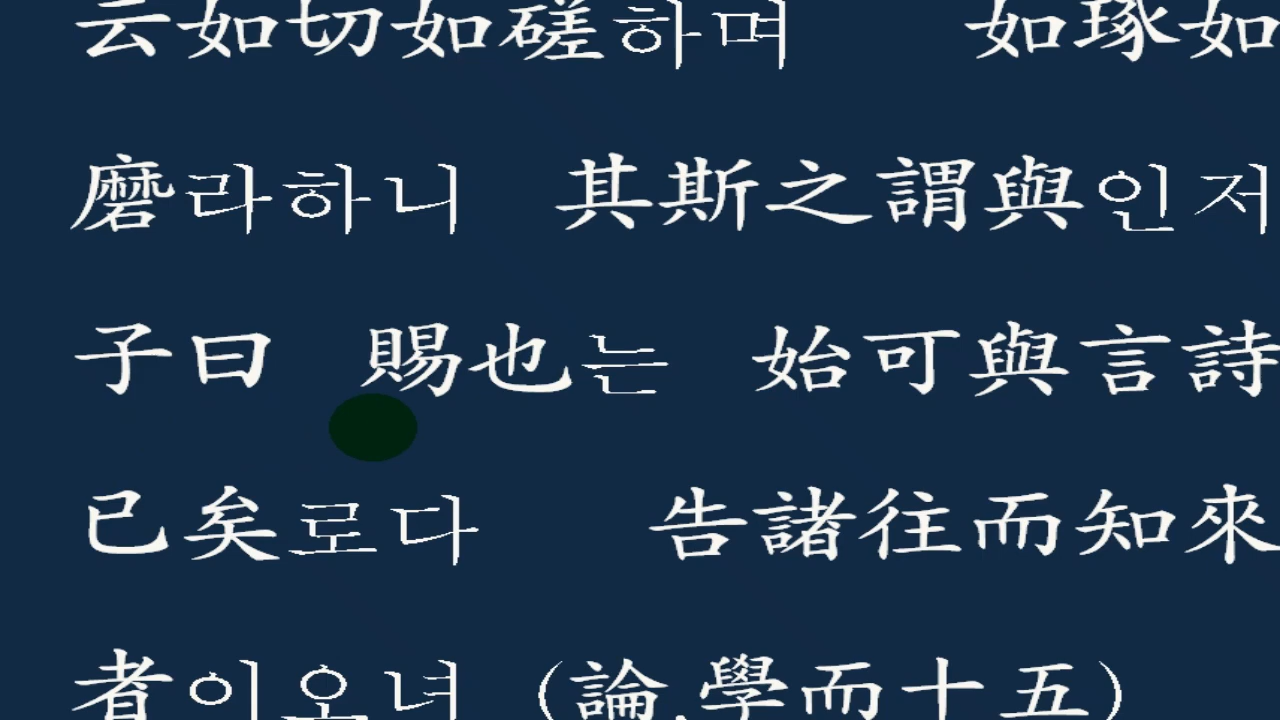 云如切如磋하며 如琢如
磨라하니 其斯之謂與인저
子曰 賜也는 始可與言詩
已矣로다 告諸往而知來
者이오녀 (論,學而十五)